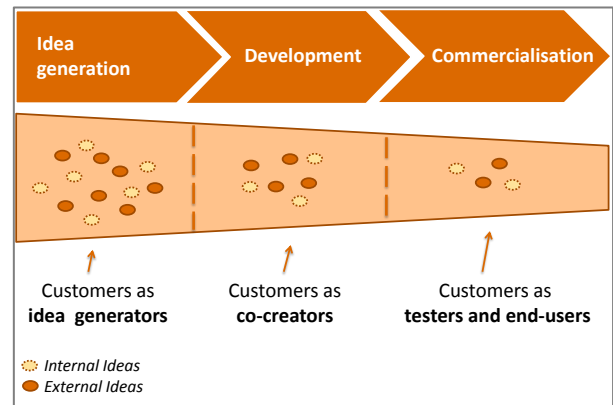 Idea
generation
Development
Commercialisation
Customers as
idea generators
Customers as
co-creators
Customers as
testers and end-users
Internal Ideas
External Ideas